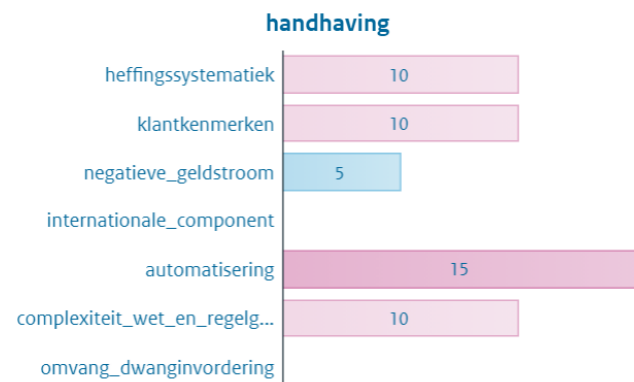 handhaving
heffingssystematiek 10
klantkenmerken 10
negatieve_geldstroom 5
internationale_component
automatisering 15
complexiteit_wet_en_regelg... 10
omvang_dwanginvordering